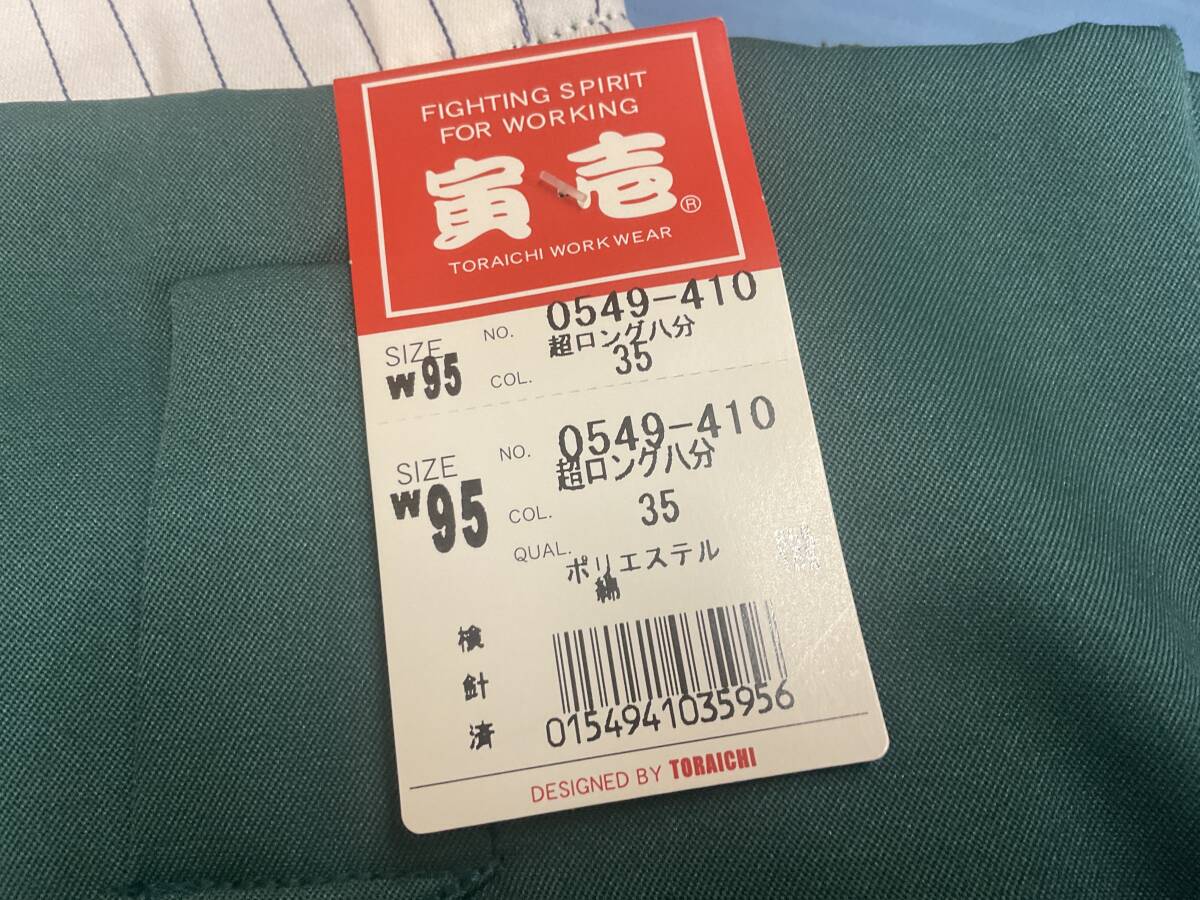 FIGHTING SPIRIT
FOR WORKING
寅壱®
TORAICHI WORK WEAR
SIZE W95 NO. 0549-410
超ロング八分
COL. 35
SIZE W95 NO. 0549-410
超ロング八分
COL. 35
QUAL. ポリエステル
綿
検針済
0154941035956
DESIGNED BY TORAICHI